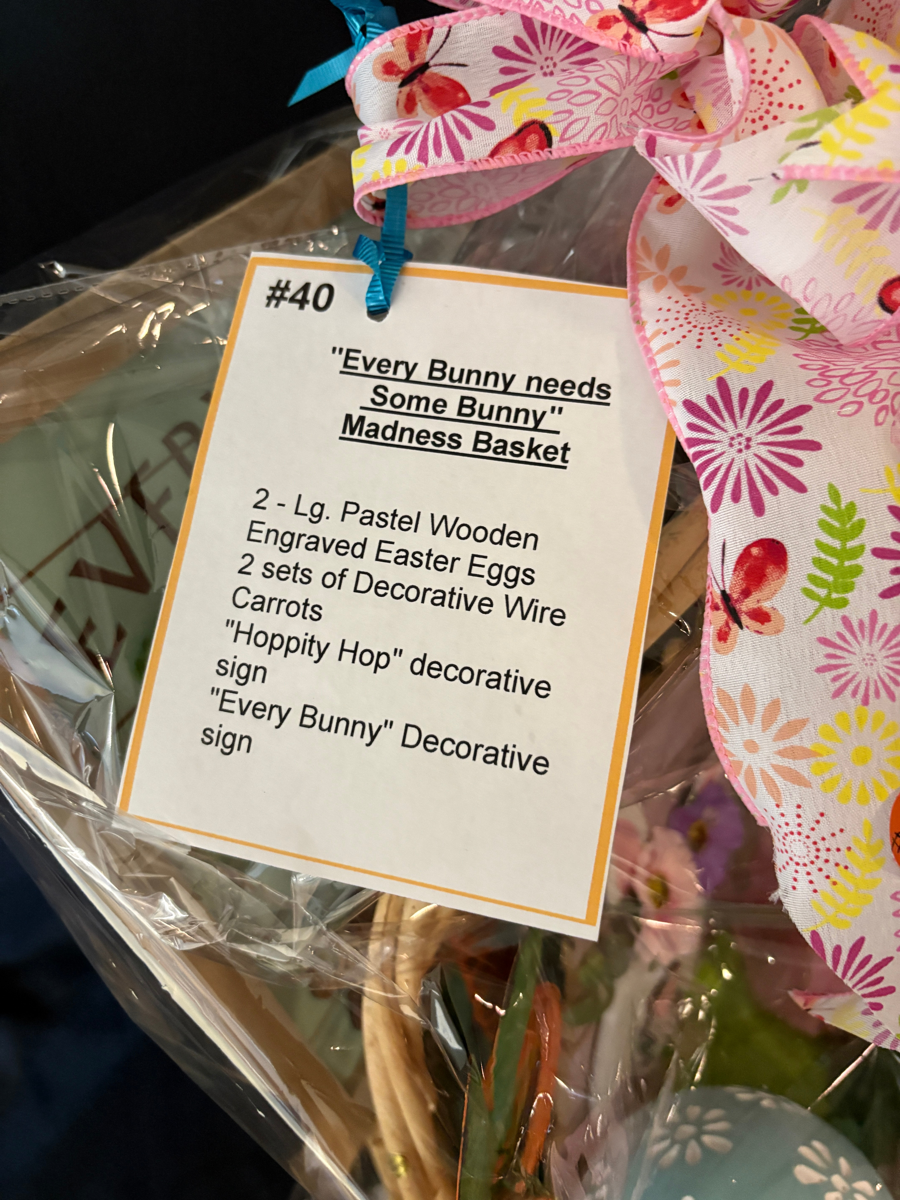 #40
"Every Bunny needs
Some Bunny"
Madness Basket
2 - Lg. Pastel Wooden
Engraved Easter Eggs
2 sets of Decorative Wire
Carrots
"Hoppity Hop" decorative
sign
"Every Bunny" Decorative
sign
EVERY